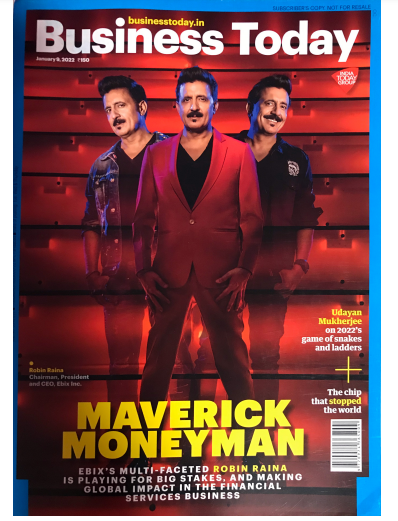 SUBSCRIBER'S COPY. NOT FOR RESALE
businesstoday.in
Business Today
January 9, 2022 ₹180
INDIA
TODAY
GROUP
Udayan
Mukherjee
on 2022's
game of snakes
and ladders
The chip
that stopped
the world
Robin Raina
Chairman, President
and CEO, Ebix Inc.
MAVERICK
MONEYMAN
EBIX'S MULTI-FACETED ROBIN RAINA
IS PLAYING FOR BIG STAKES, AND MAKING
GLOBAL IMPACT IN THE FINANCIAL
SERVICES BUSINESS